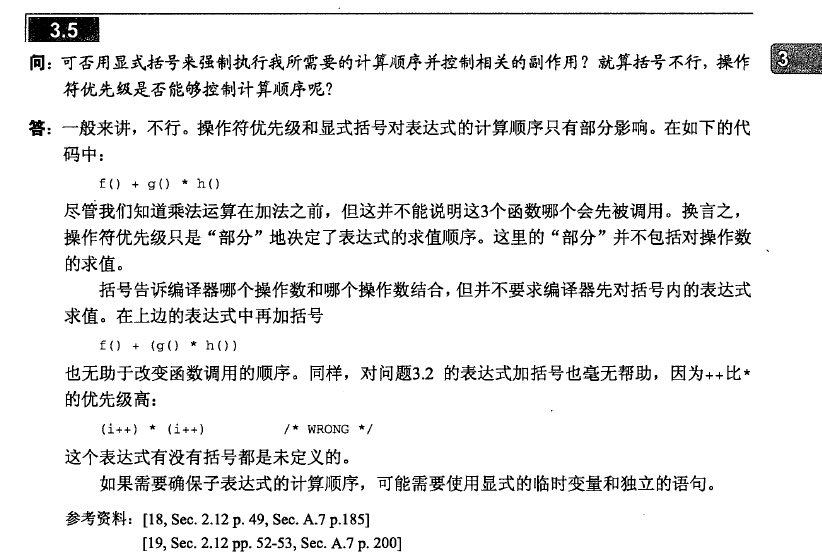 3.5
问：可否用显式括号来强制执行我所需要的计算顺序并控制相关的副作用？就算括号不行，操作
符优先级是否能够控制计算顺序呢？
3
答：一般来讲，不行。操作符优先级和显式括号对表达式的计算顺序只有部分影响。在如下的代
码中：
f() + g() * h()
尽管我们知道乘法运算在加法之前，但这并不能说明这3个函数哪个会先被调用。换言之，
操作符优先级只是“部分”地决定了表达式的求值顺序。这里的“部分”并不包括对操作数
的求值。
括号告诉编译器哪个操作数和哪个操作数结合，但并不要求编译器先对括号内的表达式
求值。在上边的表达式中再加括号
f() + (g() * h())
也无助于改变函数调用的顺序。同样，对问题3.2 的表达式加括号也毫无帮助，因为++比*
的优先级高：
(i++) * (i++) /* WRONG */
这个表达式有没有括号都是未定义的。
如果需要确保子表达式的计算顺序，可能需要使用显式的临时变量和独立的语句。
参考资料：[18, Sec. 2.12 p. 49, Sec. A.7 p.185]
[19, Sec. 2.12 pp. 52-53, Sec. A.7 p. 200]